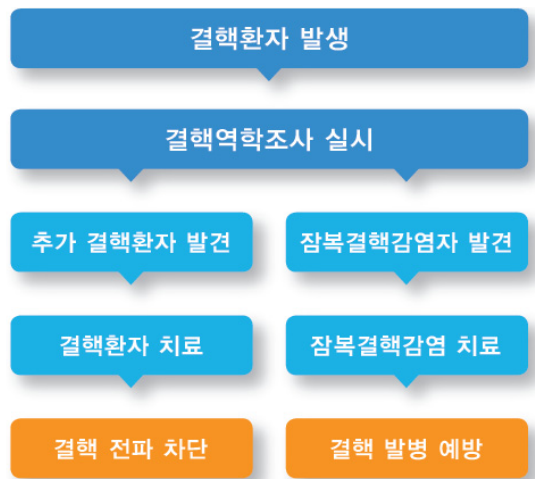 결핵환자 발생
결핵역학조사 실시
추가 결핵환자 발견
잠복결핵감염자 발견
결핵환자 치료
잠복결핵감염 치료
결핵 전파 차단
결핵 발병 예방